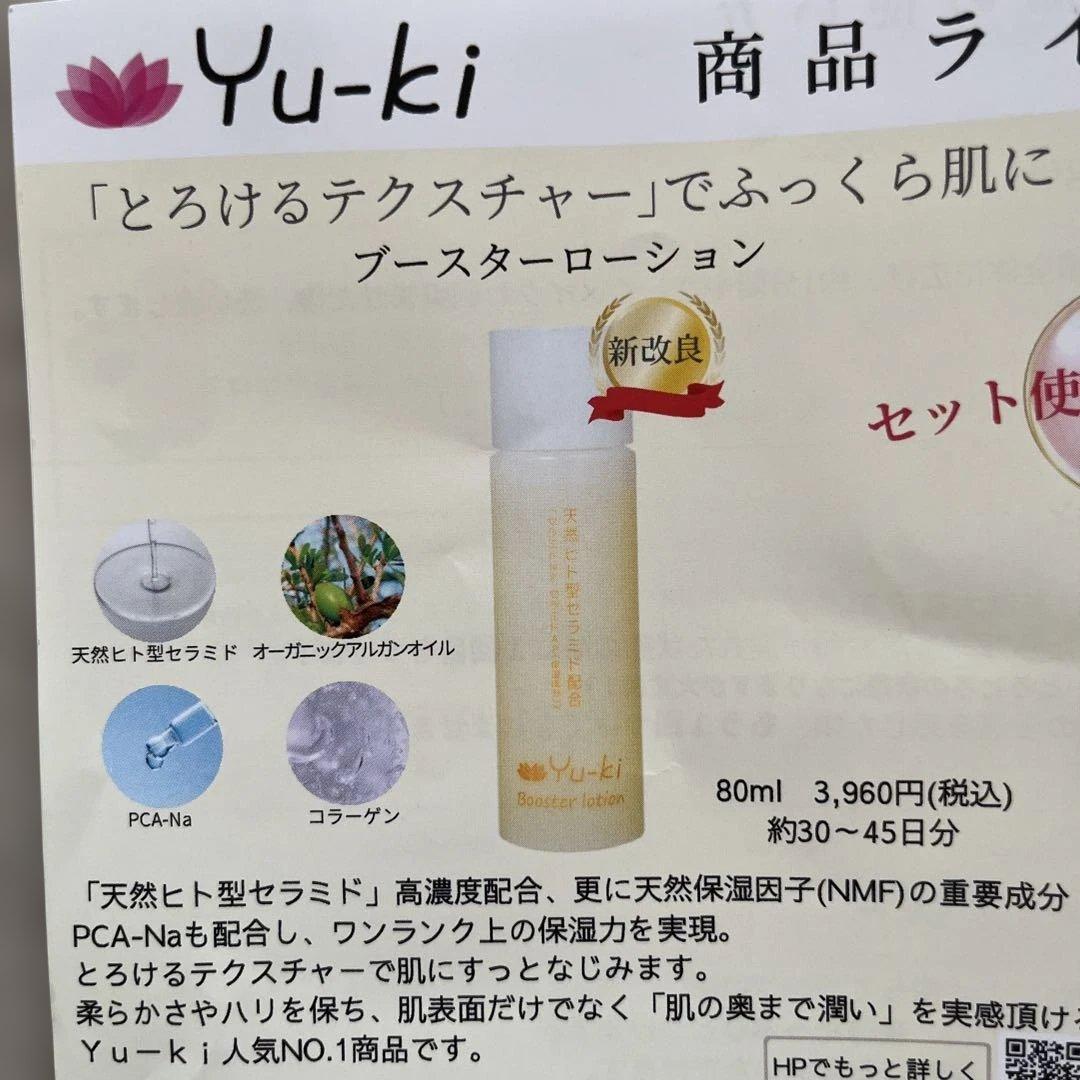 Yu-ki 商品ラ
「とろけるテクスチャー」でふっくら肌に
ブースターローション
新改良
セット使
天然ヒト型セラミド配合
Yu-ki
Booster lotion
天然ヒト型セラミド オーガニックアルガンオイル
PCA-Na コラーゲン
80ml 3,960円(税込)
約30～45日分
「天然ヒト型セラミド」高濃度配合、更に天然保湿因子(NMF)の重要成分
PCA-Naも配合し、ワンランク上の保湿力を実現。
とろけるテクスチャーで肌にすっとなじみます。
柔らかさやハリを保ち、肌表面だけでなく「肌の奥まで潤い」を実感頂け
Yu－ki人気NO.1商品です。
HPでもっと詳しく